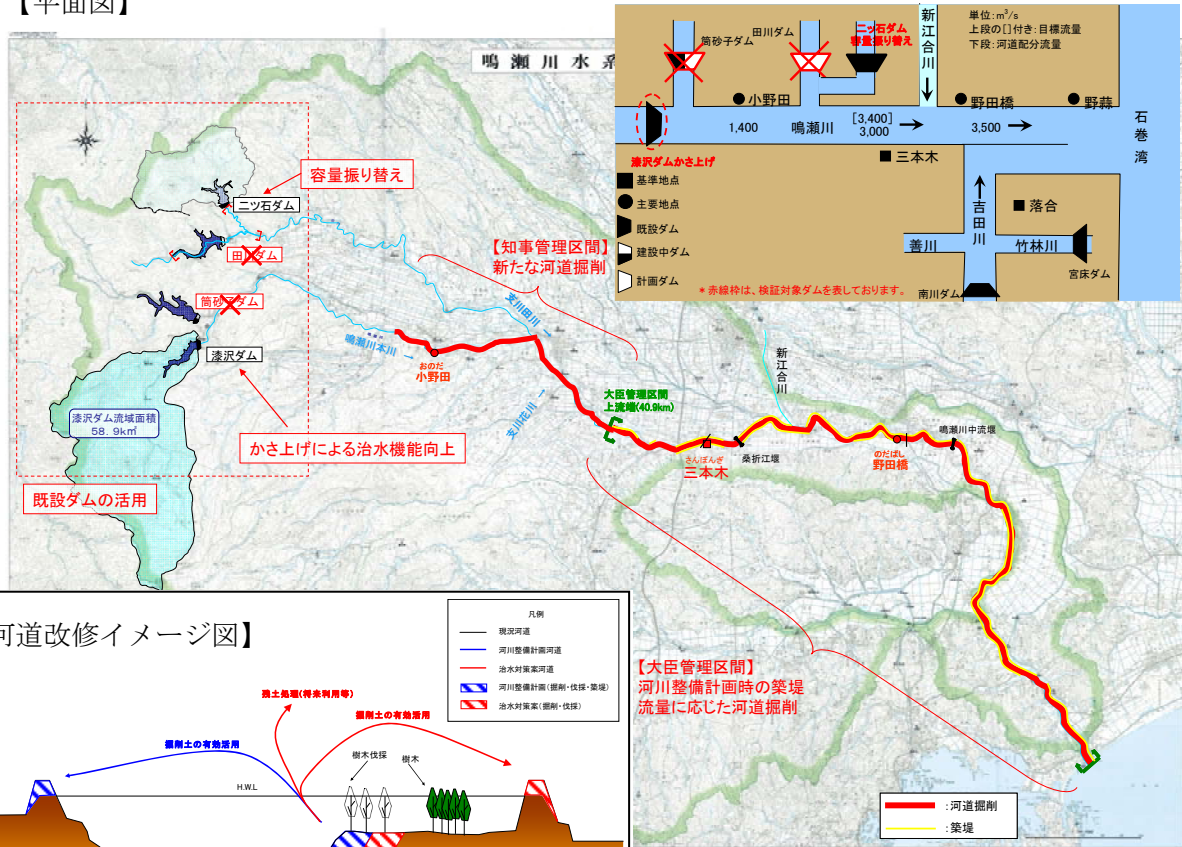 【平面図】
鳴瀬川水系
筒砂子ダム
田川ダム
二ッ石ダム
容量振り替え
新江合川
単位:m³/s
上段の[]付き:目標流量
下段:河道配分流量
小野田
野田橋
野蒜
1,400
鳴瀬川
[3,400]
3,000
3,500
石巻湾
漆沢ダムかさ上げ
三本木
基準地点
主要地点
既設ダム
建設中ダム
計画ダム
吉田川
落合
善川
竹林川
宮床ダム
南川ダム
*赤線枠は、検証対象ダムを表しております。
容量振り替え
二ツ石ダム
田川ダム
筒砂子ダム
漆沢ダム
漆沢ダム流域面積
58.9km²
かさ上げによる治水機能向上
既設ダムの活用
【知事管理区間】
新たな河道掘削
支川田川
鳴瀬川本川
おのだ
小野田
支川花川
大臣管理区間
上流端(40.9km)
新江合川
さんぼんぎ
三本木
桑折江堰
のだばし
野田橋
鳴瀬川中流堰
【大臣管理区間】
河川整備計画時の築堤
流量に応じた河道掘削
:河道掘削
:築堤
河道改修イメージ図】
凡例
現況河道
河川整備計画河道
治水対策案河道
河川整備計画(掘削・伐採・築堤)
治水対策案(掘削・伐採)
残土処理(将来利用等)
掘削土の有効活用
掘削土の有効活用
樹木伐採
樹木
H.W.L